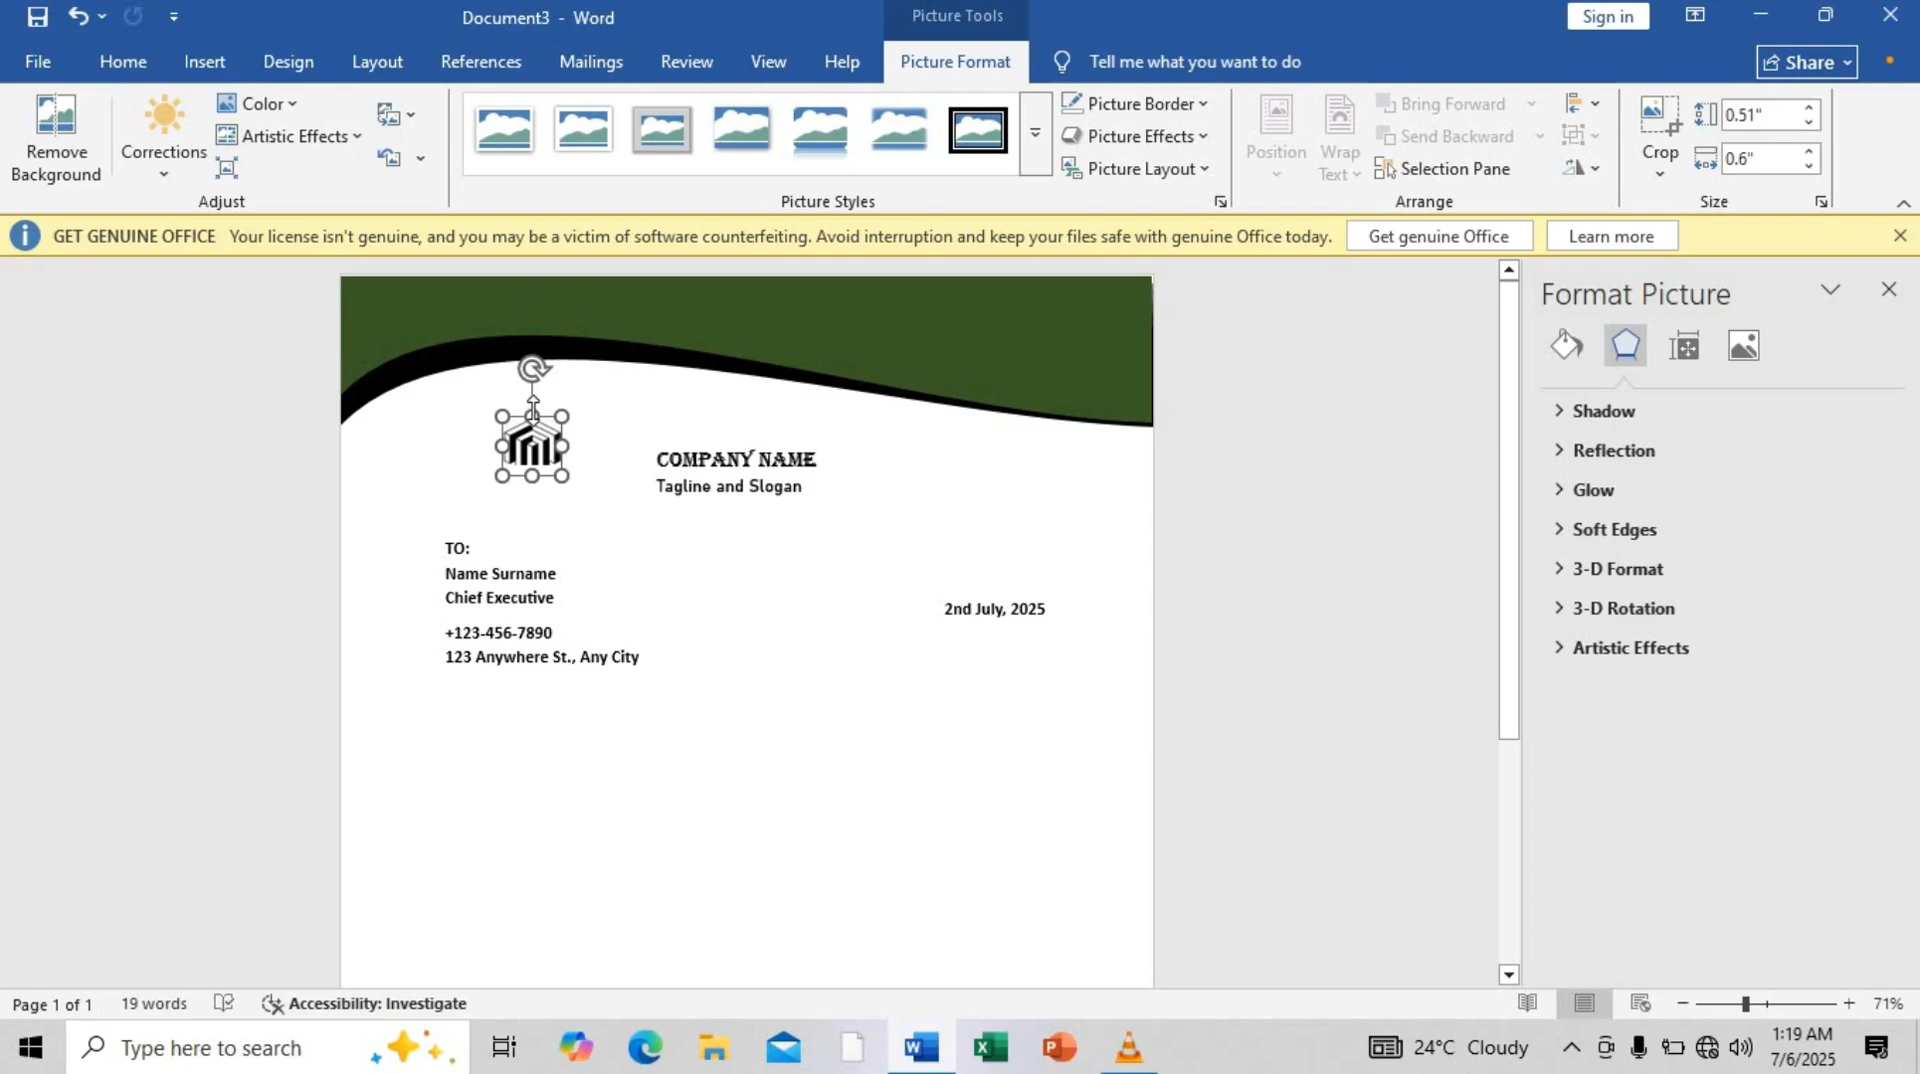 Document3 - Word
Picture Tools
Sign in
File Home Insert Design Layout References Mailings Review View Help Picture Format Tell me what you want to do Share
Remove Background
Corrections
Color
Artistic Effects
Adjust
Picture Styles
Picture Border
Picture Effects
Picture Layout
Position
Wrap Text
Bring Forward
Send Backward
Selection Pane
Arrange
Crop
0.51"
0.6"
Size
GET GENUINE OFFICE Your license isn't genuine, and you may be a victim of software counterfeiting. Avoid interruption and keep your files safe with genuine Office today. Get genuine Office Learn more
COMPANY NAME
Tagline and Slogan
TO:
Name Surname
Chief Executive
2nd July, 2025
+123-456-7890
123 Anywhere St., Any City
Format Picture
Shadow
Reflection
Glow
Soft Edges
3-D Format
3-D Rotation
Artistic Effects
Page 1 of 1 19 words Accessibility: Investigate 71%
Type here to search
24°C Cloudy
1:19 AM
7/6/2025